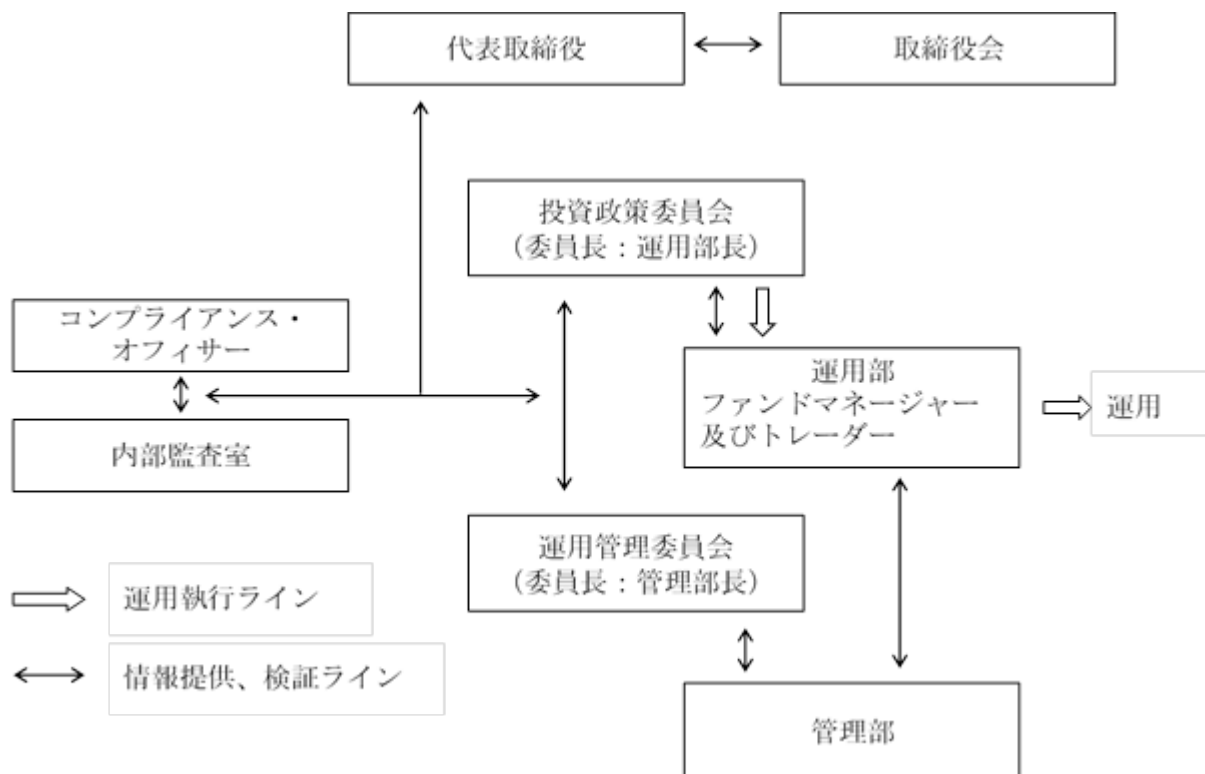 代表取締役
取締役会
投資政策委員会
(委員長：運用部長)
コンプライアンス・
オフィサー
運用部
ファンドマネージャー
及びトレーダー
運用
内部監査室
運用管理委員会
(委員長：管理部長)
運用執行ライン
情報提供、検証ライン
管理部